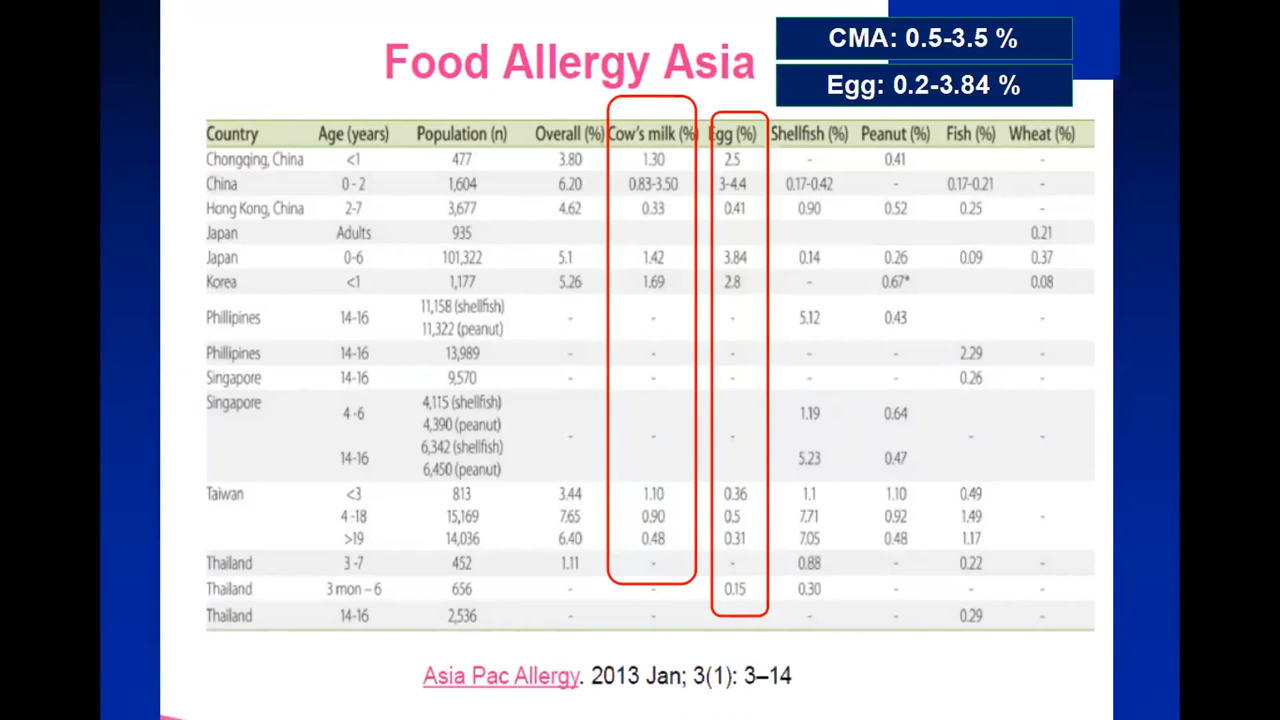 CMA: 0.5-3.5 %
Food Allergy Asia
Egg: 0.2-3.84 %
Country Age (years) Population (n) Overall (%) Cow's milk (%) Egg (%) Shellfish (%) Peanut (%) Fish (%) Wheat (%)
Chongqing, China <1 477 3.80 1.30 2.5 - 0.41 -
China 0 - 2 1,604 6.20 0.83-3.50 3-4.4 0.17-0.42 - 0.17-0.21 -
Hong Kong, China 2-7 3,677 4.62 0.33 0.41 0.90 0.52 0.25 -
Japan Adults 935 0.21
Japan 0-6 101,322 5.1 1.42 3.84 0.14 0.26 0.09 0.37
Korea <1 1,177 5.26 1.69 2.8 - 0.67* 0.08
11,158 (shellfish)
Phillipines 14-16 - - - 5.12 0.43 -
11,322 (peanut)
Phillipines 14-16 13,989 - - - - - 2.29 -
Singapore 14-16 9,570 - - - - - 0.26 -
Singapore 4,115 (shellfish)
4 -6 1.19 0.64
4,390 (peanut)
- - - - -
6,342 (shellfish)
14-16 5.23 0.47
6,450 (peanut)
Taiwan <3 813 3.44 1.10 0.36 1.1 1.10 0.49
4 -18 15,169 7.65 0.90 0.5 7.71 0.92 1.49 -
>19 14,036 6.40 0.48 0.31 7.05 0.48 1.17
Thailand 3 -7 452 1.11 - - 0.88 - 0.22 -
Thailand 3 mon – 6 656 - - 0.15 0.30 - - -
Thailand 14-16 2,536 - - - - - 0.29 -
Asia Pac Allergy. 2013 Jan; 3(1): 3–14